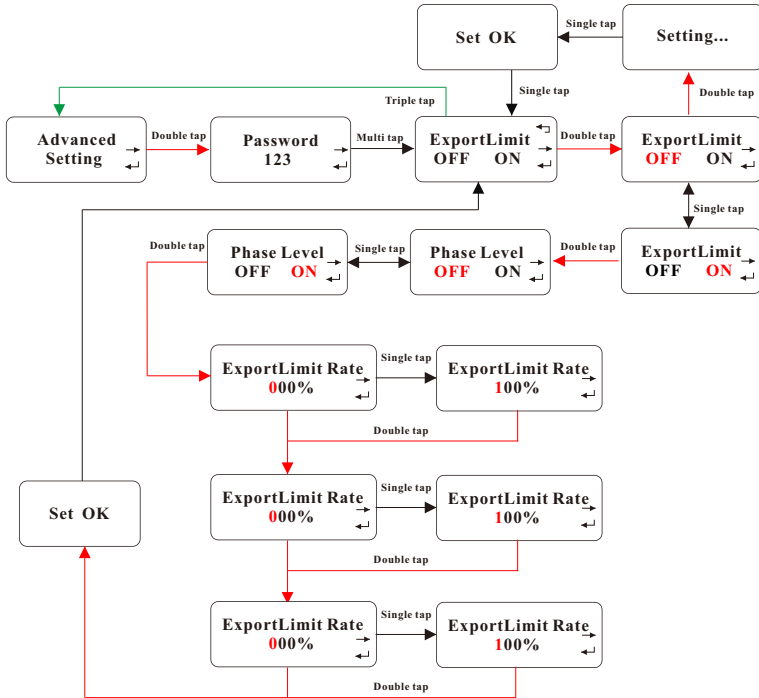 Set OK
Single tap
Setting...
Single tap
Double tap
Triple tap
Advanced
Setting
Double tap
Password
123
Multi tap
ExportLimit
OFF ON
Double tap
ExportLimit
OFF ON
Single tap
Double tap
Phase Level
OFF ON
Single tap
Phase Level
OFF ON
Double tap
ExportLimit
OFF ON
ExportLimit Rate
000%
Single tap
ExportLimit Rate
100%
Double tap
Set OK
ExportLimit Rate
000%
Single tap
ExportLimit Rate
100%
Double tap
ExportLimit Rate
000%
Single tap
ExportLimit Rate
100%
Double tap